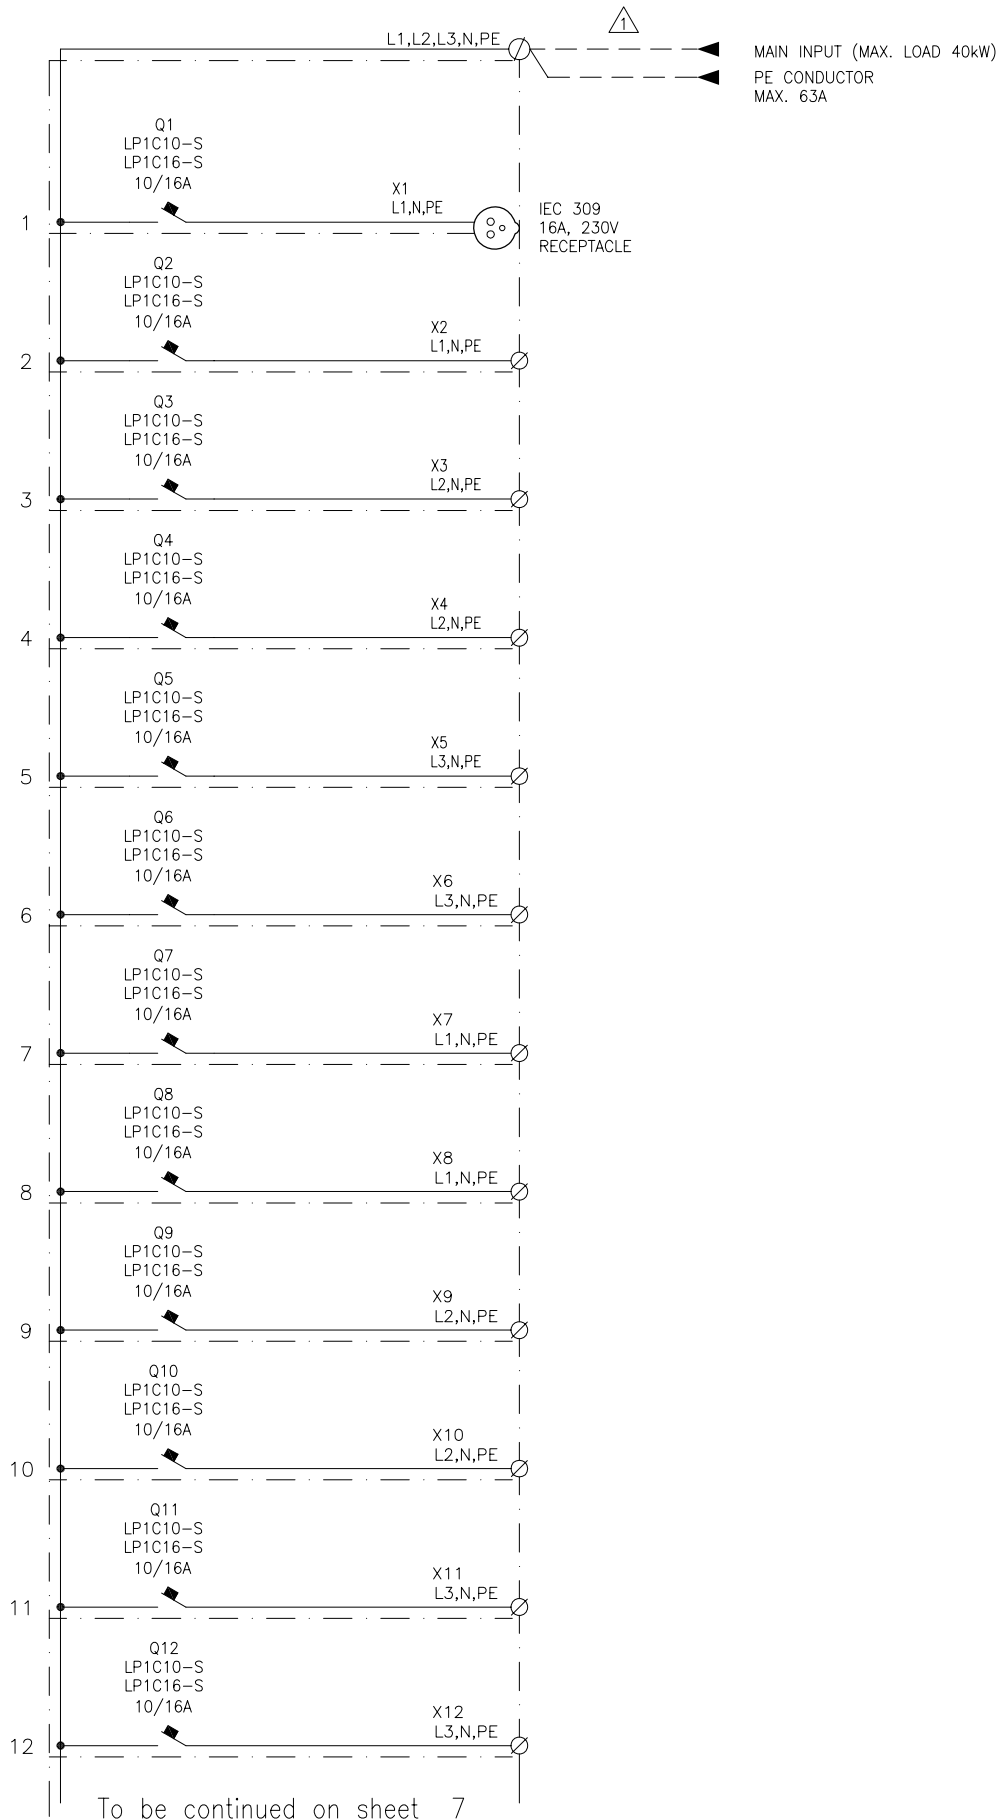 1
L1,L2,L3,N,PE
MAIN INPUT (MAX. LOAD 40kW)
PE CONDUCTOR
MAX. 63A
Q1
LP1C10-S
LP1C16-S
10/16A
X1
L1,N,PE
1
IEC 309
16A, 230V
RECEPTACLE
Q2
LP1C10-S
LP1C16-S
10/16A
X2
L1,N,PE
2
Q3
LP1C10-S
LP1C16-S
10/16A
X3
L2,N,PE
3
Q4
LP1C10-S
LP1C16-S
10/16A
X4
L2,N,PE
4
Q5
LP1C10-S
LP1C16-S
10/16A
X5
L3,N,PE
5
Q6
LP1C10-S
LP1C16-S
10/16A
X6
L3,N,PE
6
Q7
LP1C10-S
LP1C16-S
10/16A
X7
L1,N,PE
7
Q8
LP1C10-S
LP1C16-S
10/16A
X8
L1,N,PE
8
Q9
LP1C10-S
LP1C16-S
10/16A
X9
L2,N,PE
9
Q10
LP1C10-S
LP1C16-S
10/16A
X10
L2,N,PE
10
Q11
LP1C10-S
LP1C16-S
10/16A
X11
L3,N,PE
11
Q12
LP1C10-S
LP1C16-S
10/16A
X12
L3,N,PE
12
To be continued on sheet 7